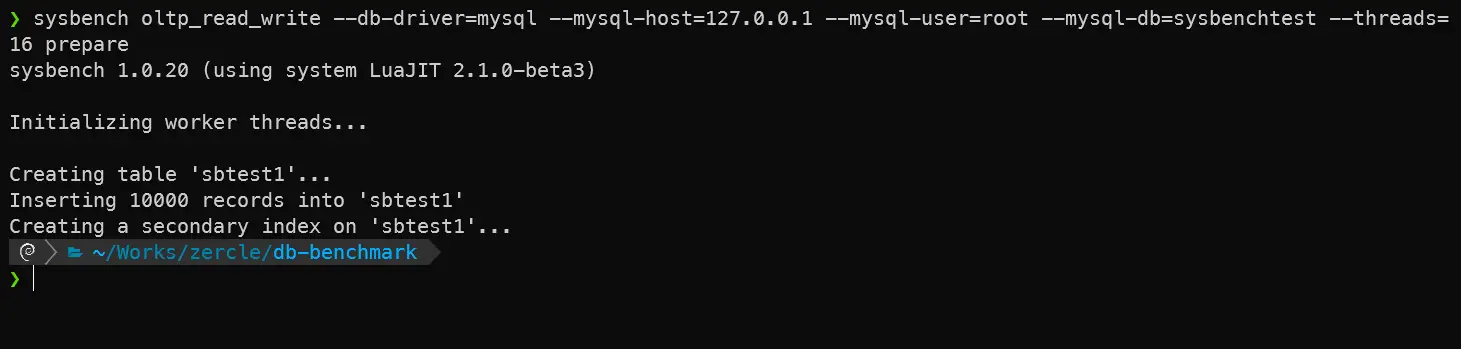 ❯ sysbench oltp_read_write --db-driver=mysql --mysql-host=127.0.0.1 --mysql-user=root --mysql-db=sysbenchtest --threads=
16 prepare
sysbench 1.0.20 (using system LuaJIT 2.1.0-beta3)
Initializing worker threads...
Creating table 'sbtest1'...
Inserting 10000 records into 'sbtest1'
Creating a secondary index on 'sbtest1'...
~/Works/zercle/db-benchmark
❯